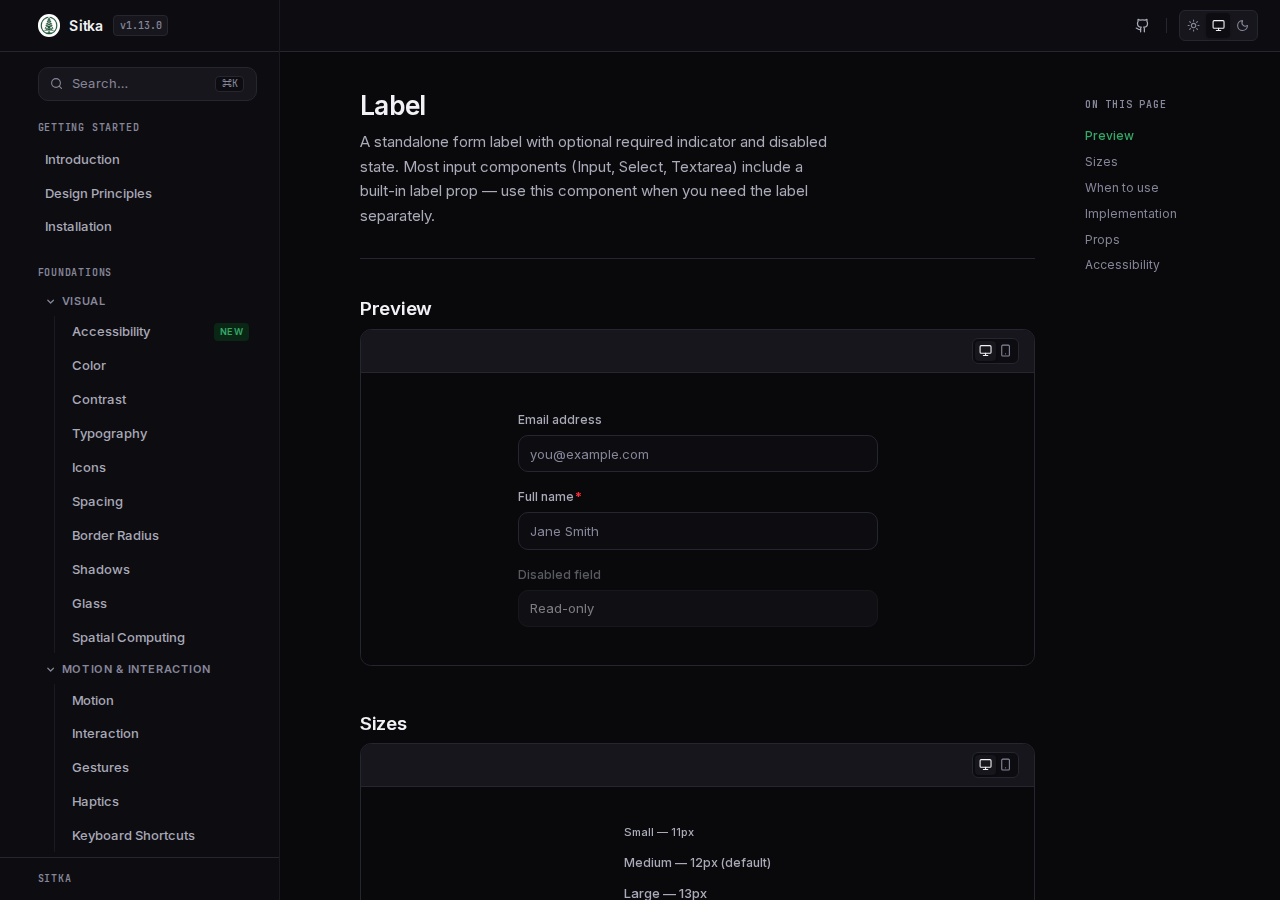 Sitka v1.13.0
Search... ⌘K
GETTING STARTED
Introduction
Design Principles
Installation
FOUNDATIONS
VISUAL
Accessibility NEW
Color
Contrast
Typography
Icons
Spacing
Border Radius
Shadows
Glass
Spatial Computing
MOTION & INTERACTION
Motion
Interaction
Gestures
Haptics
Keyboard Shortcuts
SITKA
Label
A standalone form label with optional required indicator and disabled
state. Most input components (Input, Select, Textarea) include a
built-in label prop — use this component when you need the label
separately.
Preview
Email address
you@example.com
Full name*
Jane Smith
Disabled field
Read-only
Sizes
Small — 11px
Medium — 12px (default)
Large — 13px
ON THIS PAGE
Preview
Sizes
When to use
Implementation
Props
Accessibility